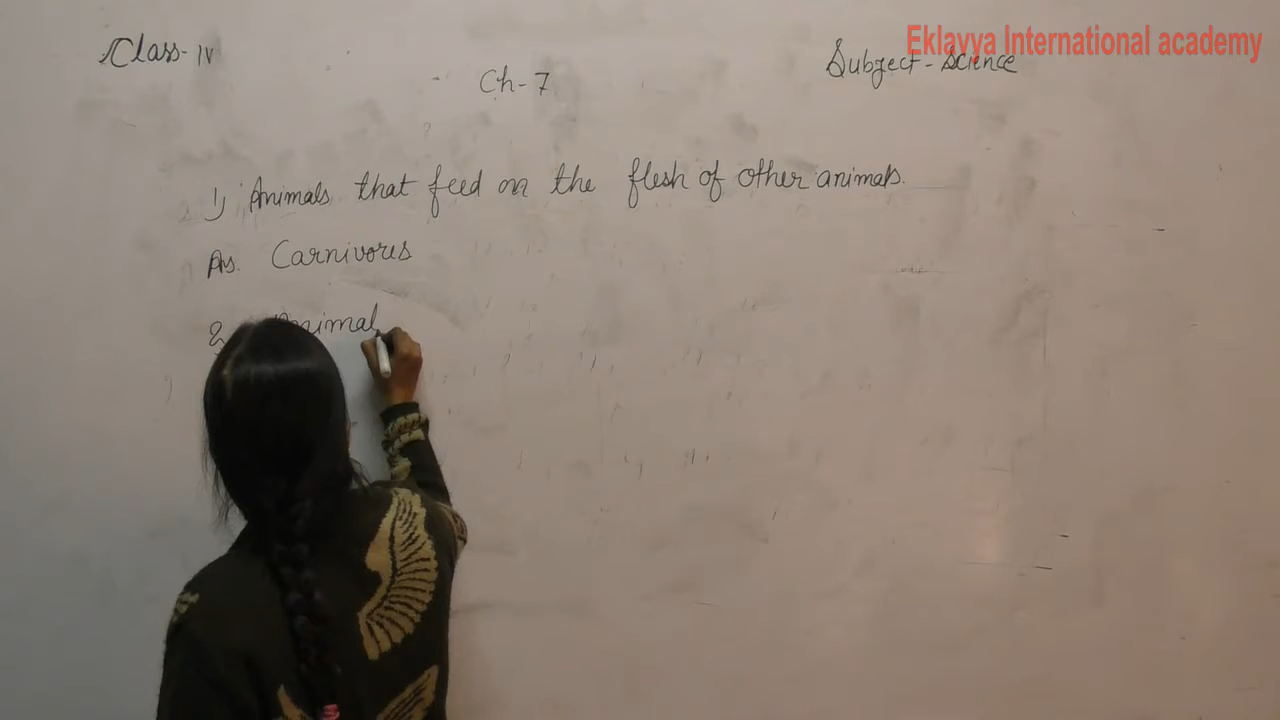 Eklavya International academy
Class- IV
Subject - Science
Ch-7
1) Animals that feed on the flesh of other animals.
Ans. Carnivores
2 Animal